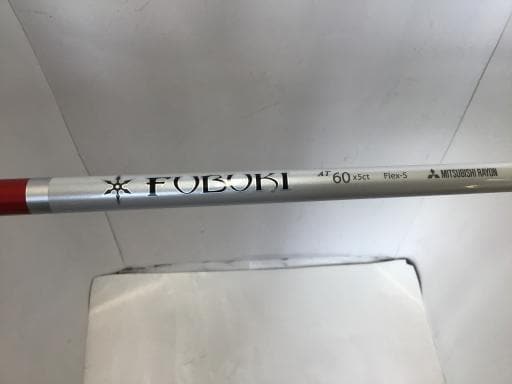 FUBUKI AT 60 x5ct Flex-S MITSUBISHI RAYON